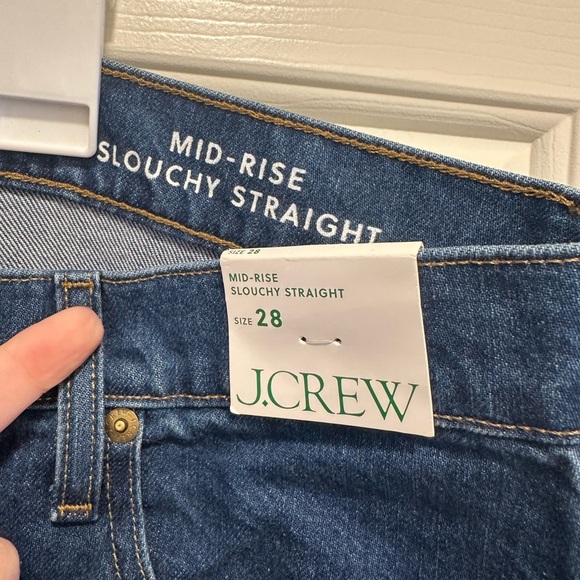 MID-RISE
SLOUCHY STRAIGHT
SIZE 28
MID-RISE
SLOUCHY STRAIGHT
SIZE 28
J.CREW